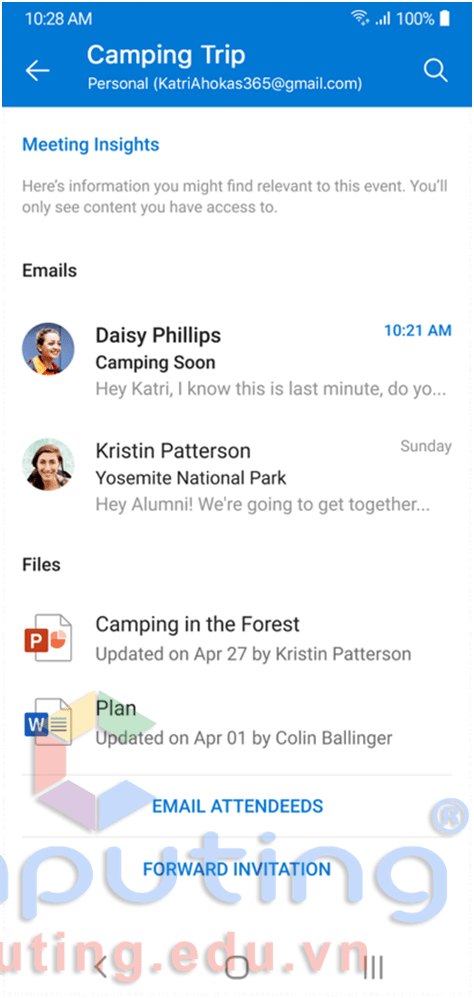 10:28 AM 100%
Camping Trip
Personal (KatriAhokas365@gmail.com)
Meeting Insights
Here's information you might find relevant to this event. You'll
only see content you have access to.
Emails
Daisy Phillips 10:21 AM
Camping Soon
Hey Katri, I know this is last minute, do yo...
Kristin Patterson Sunday
Yosemite National Park
Hey Alumni! We're going to get together...
Files
P
Camping in the Forest
Updated on Apr 27 by Kristin Patterson
W
Plan
Updated on Apr 01 by Colin Ballinger
EMAIL ATTENDEEDS
®
mputing
FORWARD INVITATION
uting.edu.vn